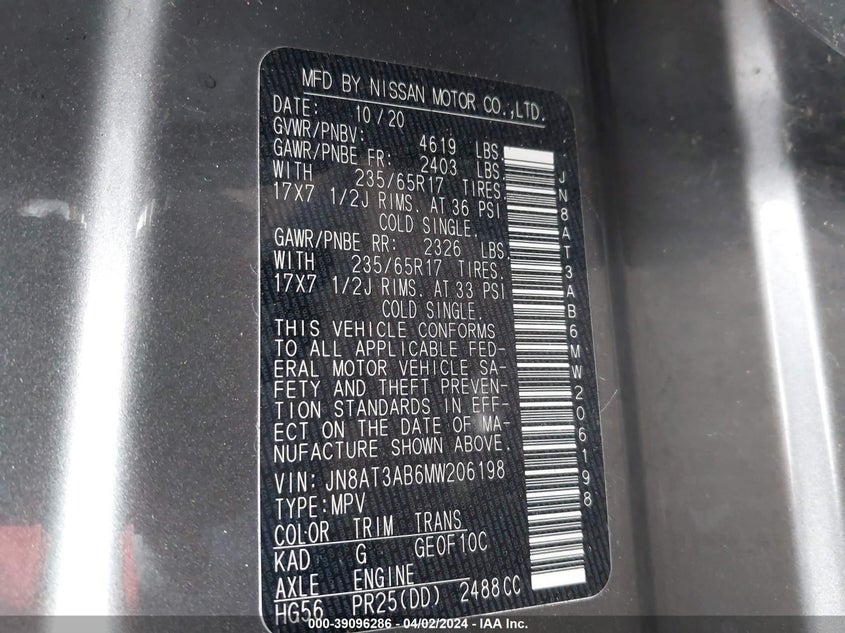 MFD BY NISSAN MOTOR CO.,LTD.
DATE: 10/20
GVWR/PNBV: 4619 LBS.
GAWR/PNBE FR: 2403 LBS.
WITH 235/65R17 TIRES.
17X7 1/2J RIMS. AT 36 PSI
COLD SINGLE.
GAWR/PNBE RR: 2326 LBS.
WITH 235/65R17 TIRES.
17X7 1/2J RIMS. AT 33 PSI
COLD SINGLE.
THIS VEHICLE CONFORMS
TO ALL APPLICABLE FED-
ERAL MOTOR VEHICLE SA-
FETY AND THEFT PREVEN-
TION STANDARDS IN EFF-
ECT ON THE DATE OF MA-
NUFACTURE SHOWN ABOVE.
VIN: JN8AT3AB6MW206198
TYPE:MPV
COLOR TRIM TRANS
KAD G GE0F10C
AXLE ENGINE
HG56 PR25(DD) 2488CC
JN8AT3AB6MW206198
000-39096286 - 04/02/2024 - IAA Inc.